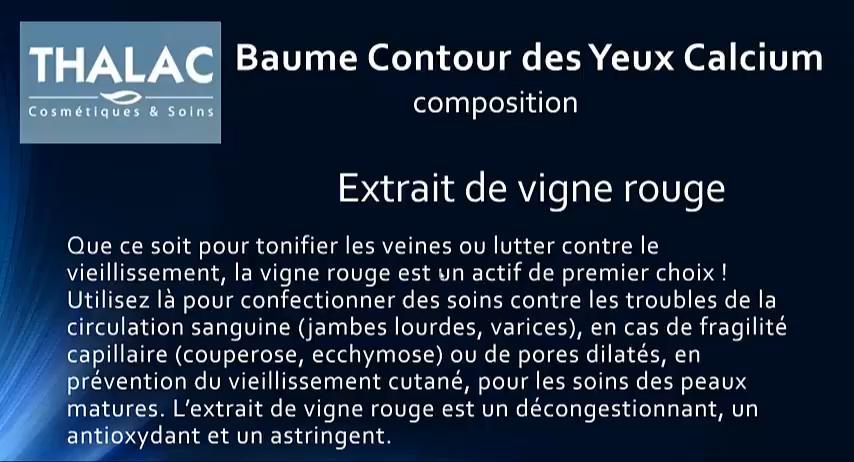 THALAC
Cosmétiques & Soins
Baume Contour des Yeux Calcium
composition
Extrait de vigne rouge
Que ce soit pour tonifier les veines ou lutter contre le
vieillissement, la vigne rouge est un actif de premier choix !
Utilisez là pour confectionner des soins contre les troubles de la
circulation sanguine (jambes lourdes, varices), en cas de fragilité
capillaire (couperose, ecchymose) ou de pores dilatés, en
prévention du vieillissement cutané, pour les soins des peaux
matures. L’extrait de vigne rouge est un décongestionnant, un
antioxydant et un astringent.